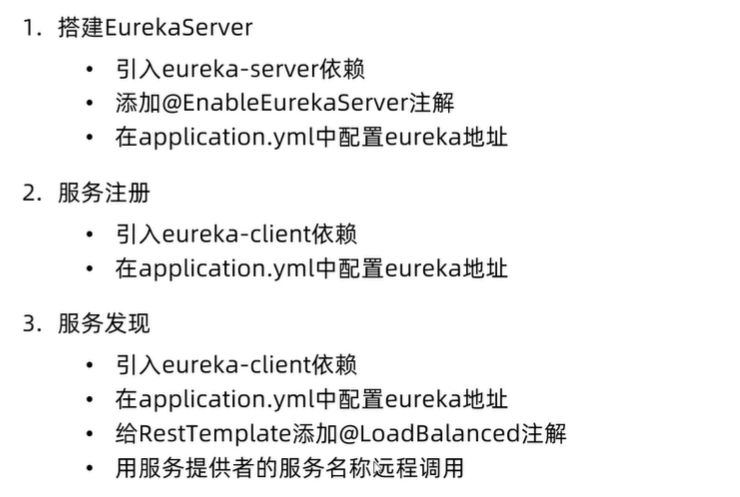 1. 搭建EurekaServer
• 引入eureka-server依赖
• 添加@EnableEurekaServer注解
• 在application.yml中配置eureka地址
2. 服务注册
• 引入eureka-client依赖
• 在application.yml中配置eureka地址
3. 服务发现
• 引入eureka-client依赖
• 在application.yml中配置eureka地址
• 给RestTemplate添加@LoadBalanced注解
• 用服务提供者的服务名称远程调用